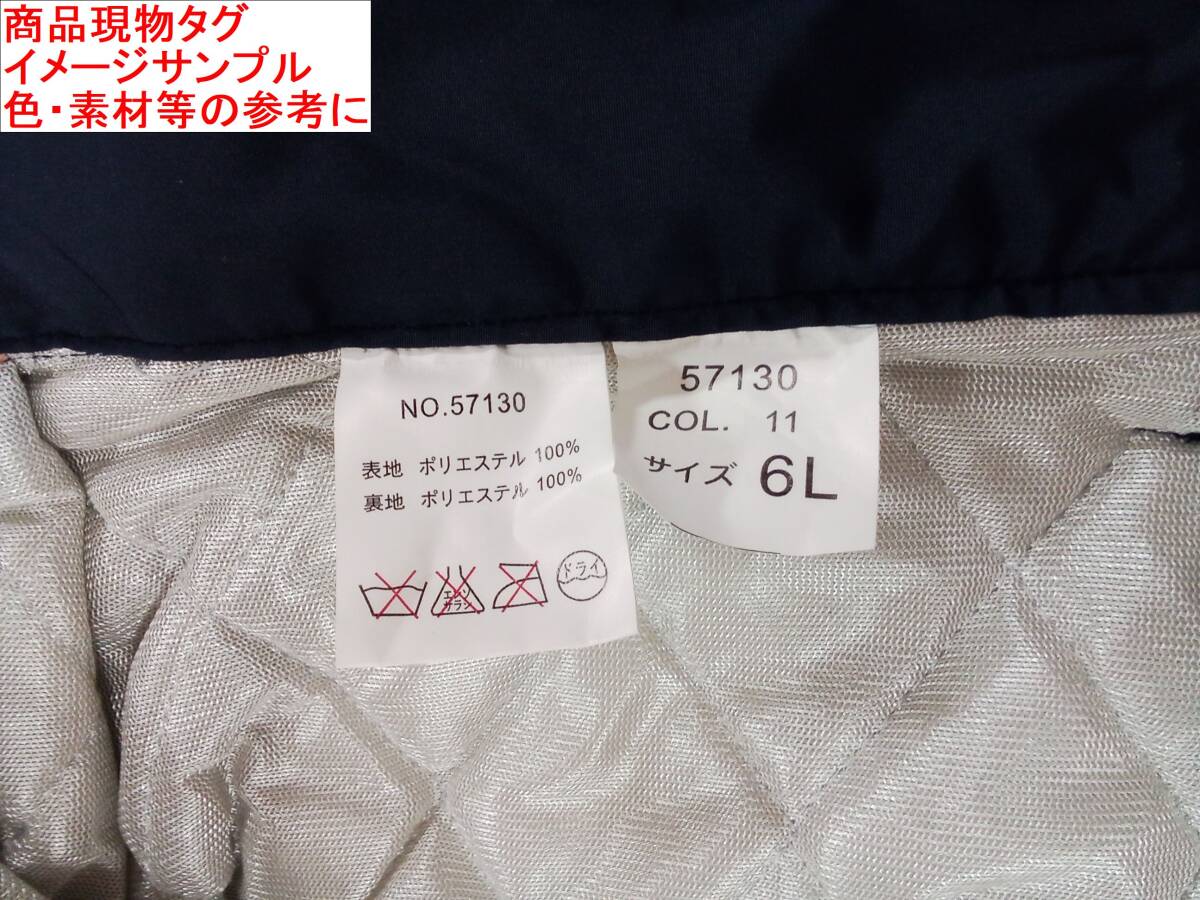 商品現物タグ
イメージサンプル
色・素材等の参考に
NO.57130
表地 ポリエステル 100%
裏地 ポリエステル 100%
エンソ
サラシ
ドライ
57130
COL. 11
サイズ 6L